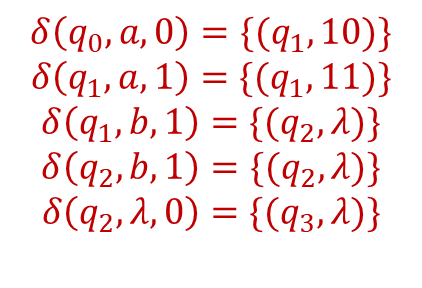 δ(q₀, a, 0) = {(q₁, 10)}
δ(q₁, a, 1) = {(q₁, 11)}
δ(q₁, b, 1) = {(q₂, λ)}
δ(q₂, b, 1) = {(q₂, λ)}
δ(q₂, λ, 0) = {(q₃, λ)}